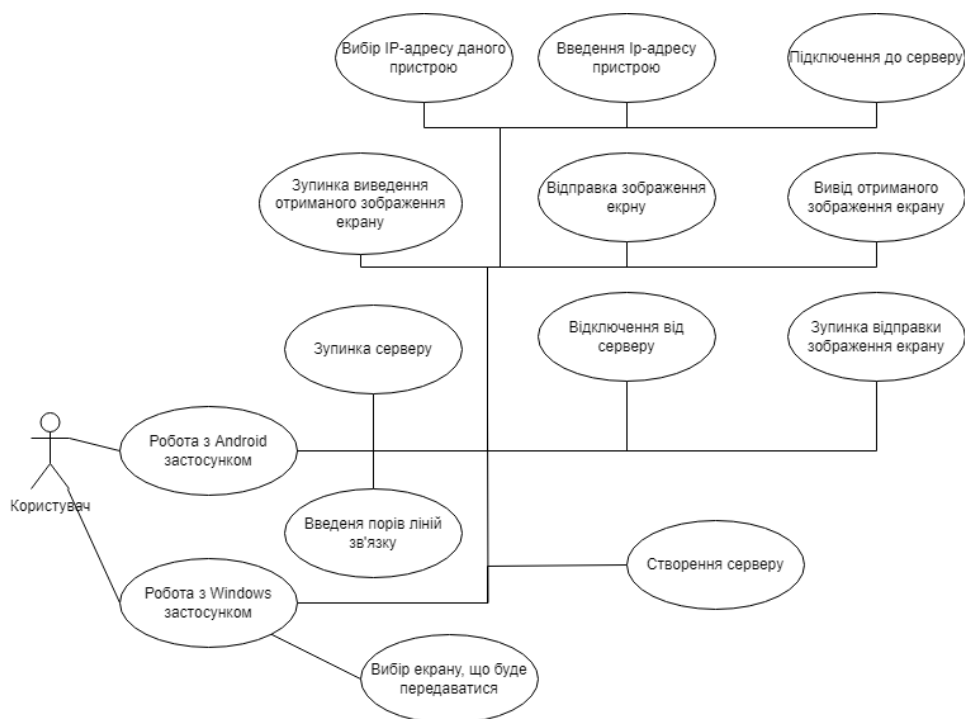 Вибір IP-адресу даного
пристрою
Введення Ip-адресу
пристрою
Підключення до серверу
Зупинка виведення
отриманого зображення
екрану
Відправка зображення
екрну
Вивід отриманого
зображення екрану
Зупинка серверу
Відключення від
серверу
Зупинка відправки
зображення екрану
Робота з Android
застосунком
Користувач
Введеня порів ліній
зв'язку
Створення серверу
Робота з Windows
застосунком
Вибір екрану, що буде
передаватися